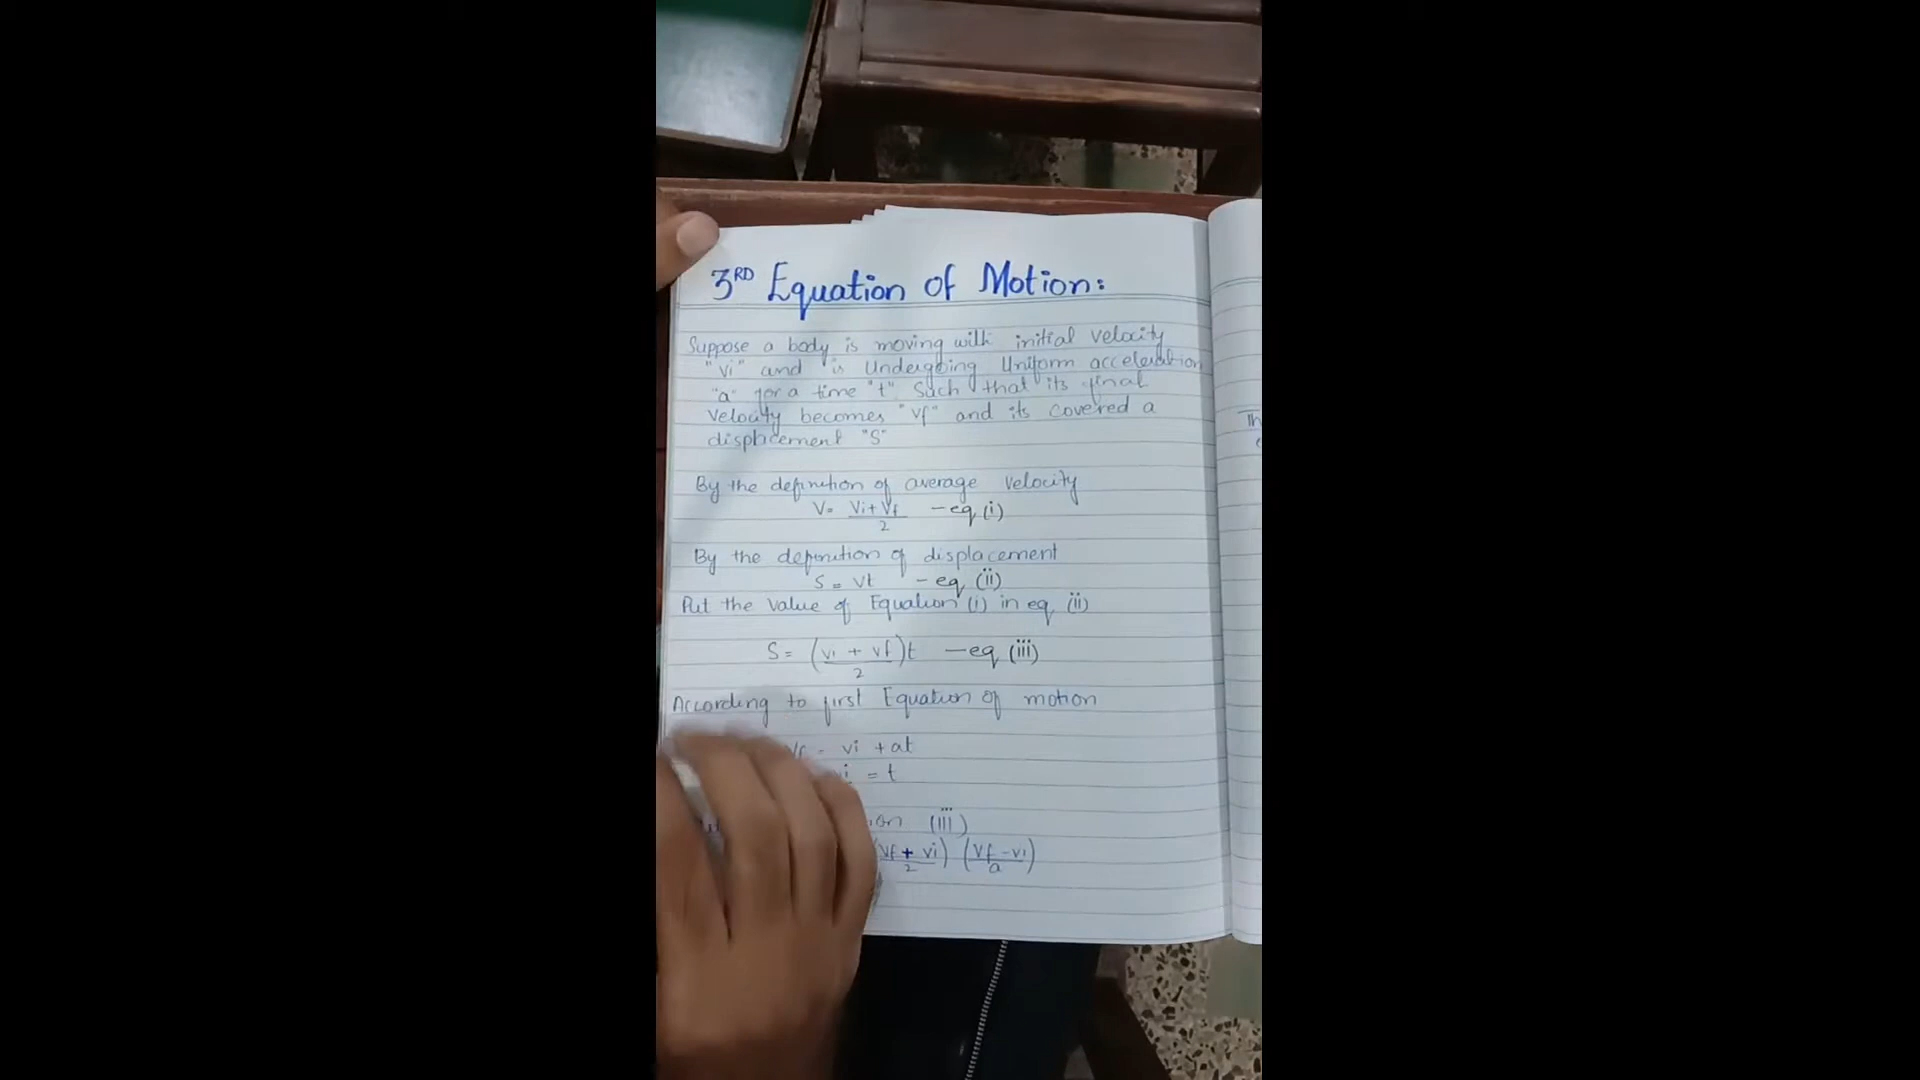 3RD Equation of Motion:
Suppose a body is moving with initial velocity
"vi" and is Undergoing Uniform acceleration
"a" for a time "t" Such that its final
velocity becomes "vf" and its covered a
displacement "S"
By the definition of average velocity
V= Vi+Vf/2 - eq (i)
By the definition of displacement
S = Vt - eq (ii)
Put the value of Equation (i) in eq (ii)
S = (vi + vf/2)t - eq (iii)
According to first Equation of motion
Vf = vi + at
i = t
on (iii)
(Vf + vi/2) (Vf - vi/a)
Th